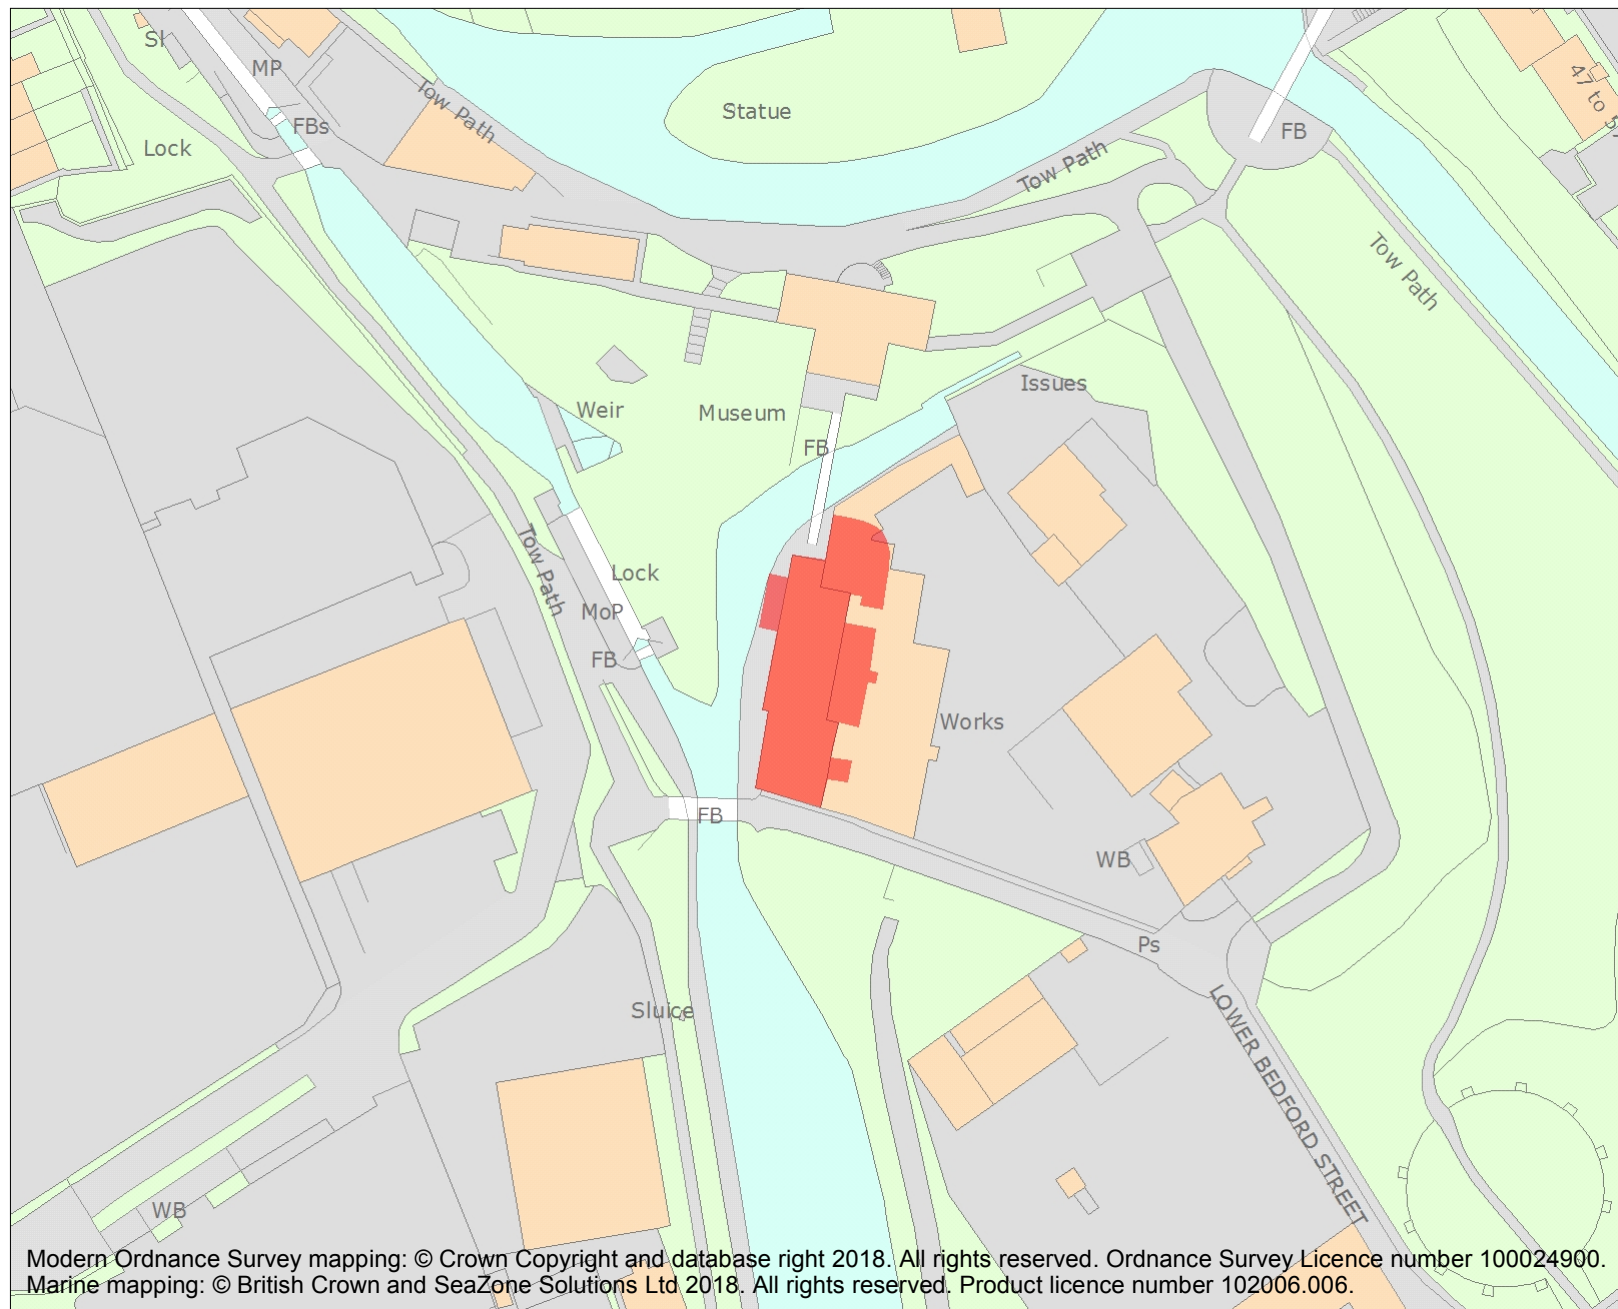 Sl
MP
Tow Path
FBs
Lock
Statue
FB
Tow Path
47 to
Tow Path
Issues
Weir
Museum
FB
Tow Path
Lock
MoP
FB
Works
FB
WB
Ps
Sluice
LOWER BEDFORD STREET
WB
Modern Ordnance Survey mapping: © Crown Copyright and database right 2018. All rights reserved. Ordnance Survey Licence number 100024900.
Marine mapping: © British Crown and SeaZone Solutions Ltd 2018. All rights reserved. Product licence number 102006.006.